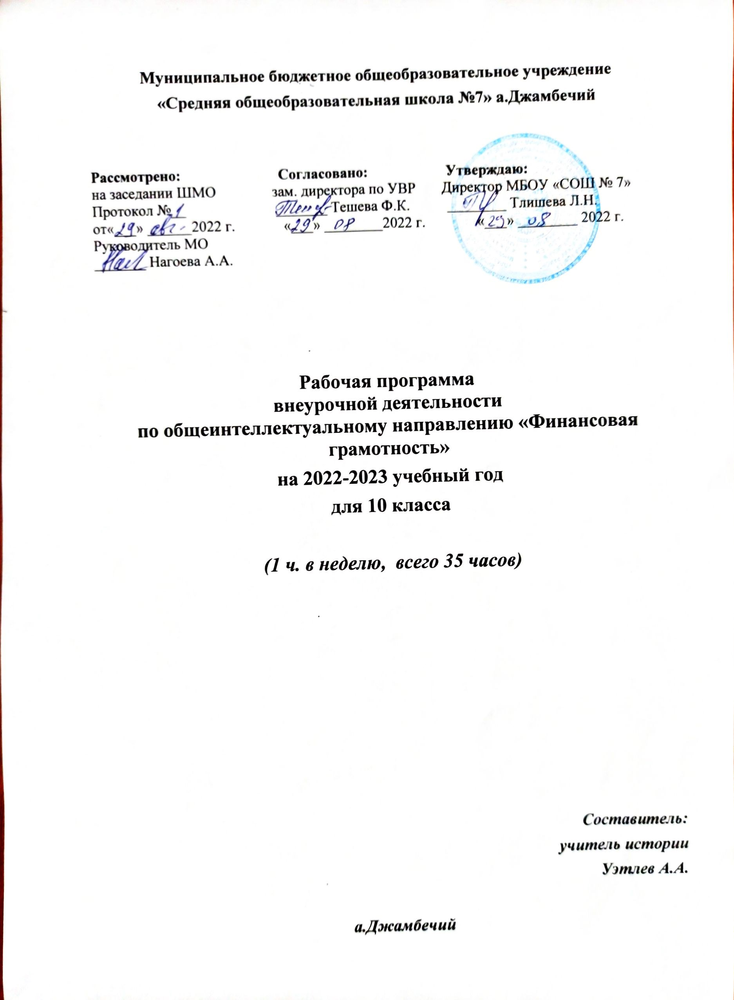 Муниципальное бюджетное общеобразовательное учреждение
«Средняя общеобразовательная школа №7» а.Джамбечий
Рассмотрено:
на заседании ШМО
Протокол № 1
от«29» авг. 2022 г.
Руководитель МО
Нагоева А.А.
Согласовано:
зам. директора по УВР
Тешева Ф.К.
«29» 08 2022 г.
Утверждаю:
Директор МБОУ «СОШ № 7»
Тлишева Л.Н.
«29» 08 2022 г.
Рабочая программа
внеурочной деятельности
по общеинтеллектуальному направлению «Финансовая
грамотность»
на 2022-2023 учебный год
для 10 класса
(1 ч. в неделю, всего 35 часов)
Составитель:
учитель истории
Уэтлев А.А.
а.Джамбечий